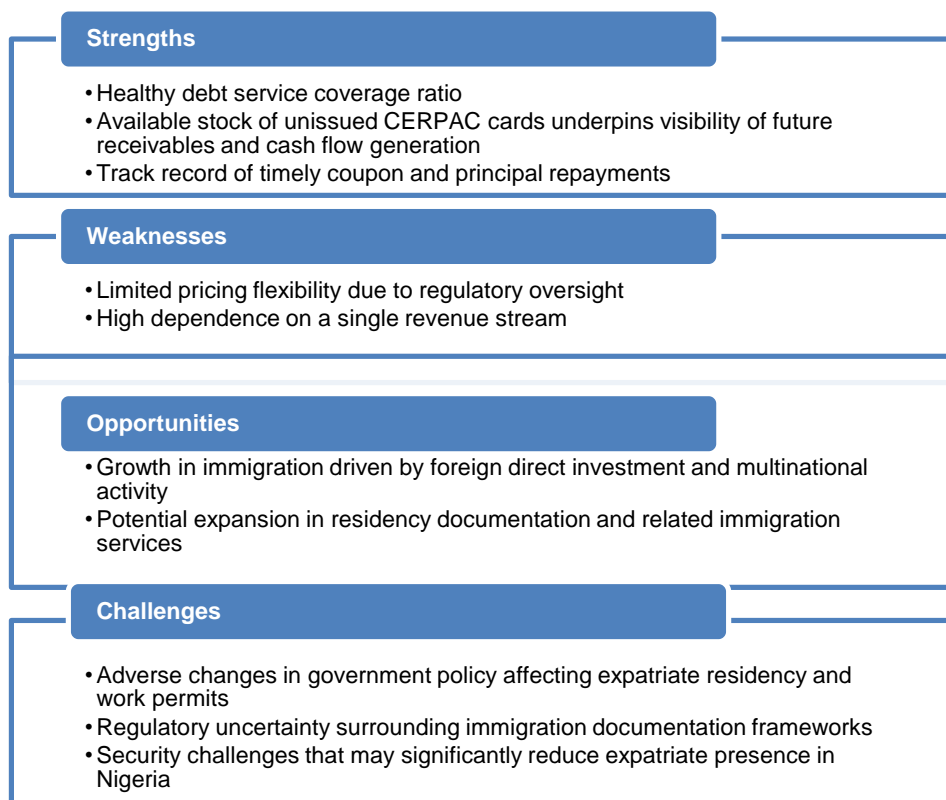 Strengths
• Healthy debt service coverage ratio
• Available stock of unissued CERPAC cards underpins visibility of future
receivables and cash flow generation
• Track record of timely coupon and principal repayments
Weaknesses
• Limited pricing flexibility due to regulatory oversight
• High dependence on a single revenue stream
Opportunities
• Growth in immigration driven by foreign direct investment and multinational
activity
• Potential expansion in residency documentation and related immigration
services
Challenges
• Adverse changes in government policy affecting expatriate residency and
work permits
• Regulatory uncertainty surrounding immigration documentation frameworks
• Security challenges that may significantly reduce expatriate presence in
Nigeria